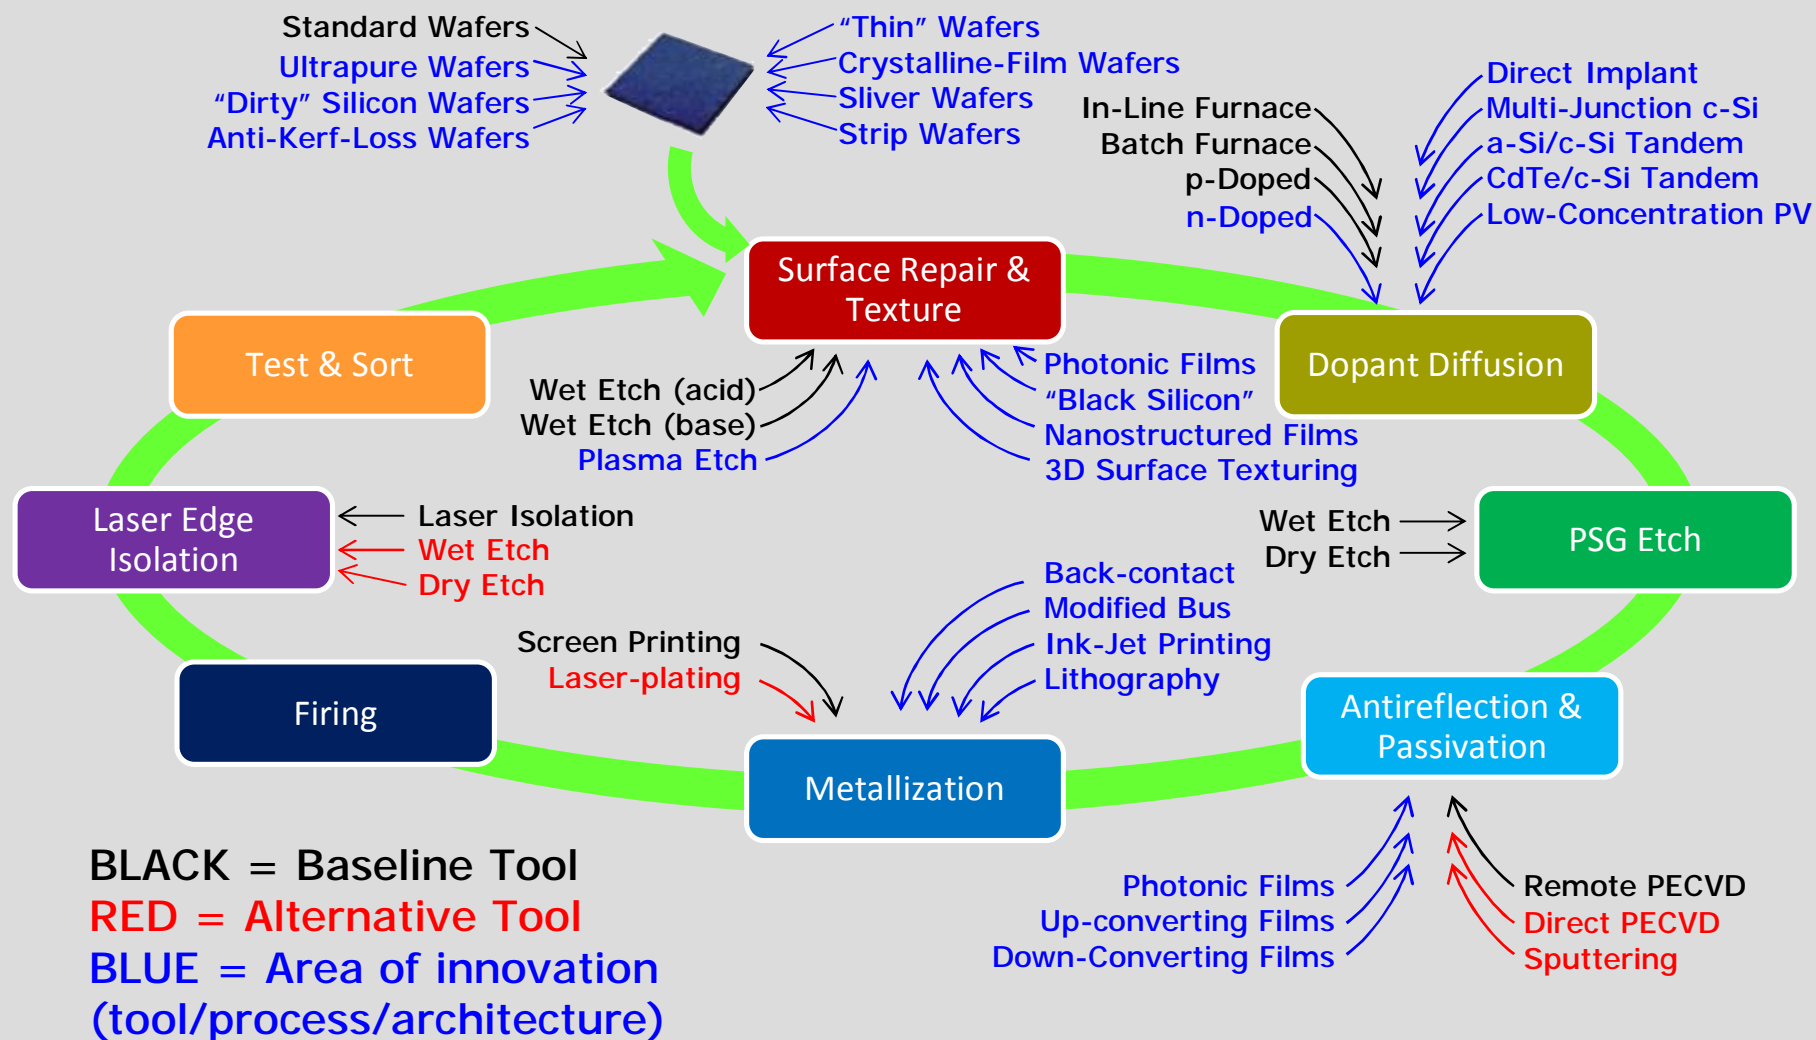 Standard Wafers
Ultrapure Wafers
“Dirty” Silicon Wafers
Anti-Kerf-Loss Wafers
“Thin” Wafers
Crystalline-Film Wafers
Sliver Wafers
Strip Wafers
In-Line Furnace
Batch Furnace
p-Doped
n-Doped
Direct Implant
Multi-Junction c-Si
a-Si/c-Si Tandem
CdTe/c-Si Tandem
Low-Concentration PV
Surface Repair &
Texture
Test & Sort
Dopant Diffusion
Wet Etch (acid)
Wet Etch (base)
Plasma Etch
Photonic Films
“Black Silicon”
Nanostructured Films
3D Surface Texturing
Laser Edge
Isolation
Laser Isolation
Wet Etch
Dry Etch
Wet Etch
Dry Etch
PSG Etch
Screen Printing
Laser-plating
Back-contact
Modified Bus
Ink-Jet Printing
Lithography
Firing
Metallization
Antireflection &
Passivation
Photonic Films
Up-converting Films
Down-Converting Films
Remote PECVD
Direct PECVD
Sputtering
BLACK = Baseline Tool
RED = Alternative Tool
BLUE = Area of innovation
(tool/process/architecture)